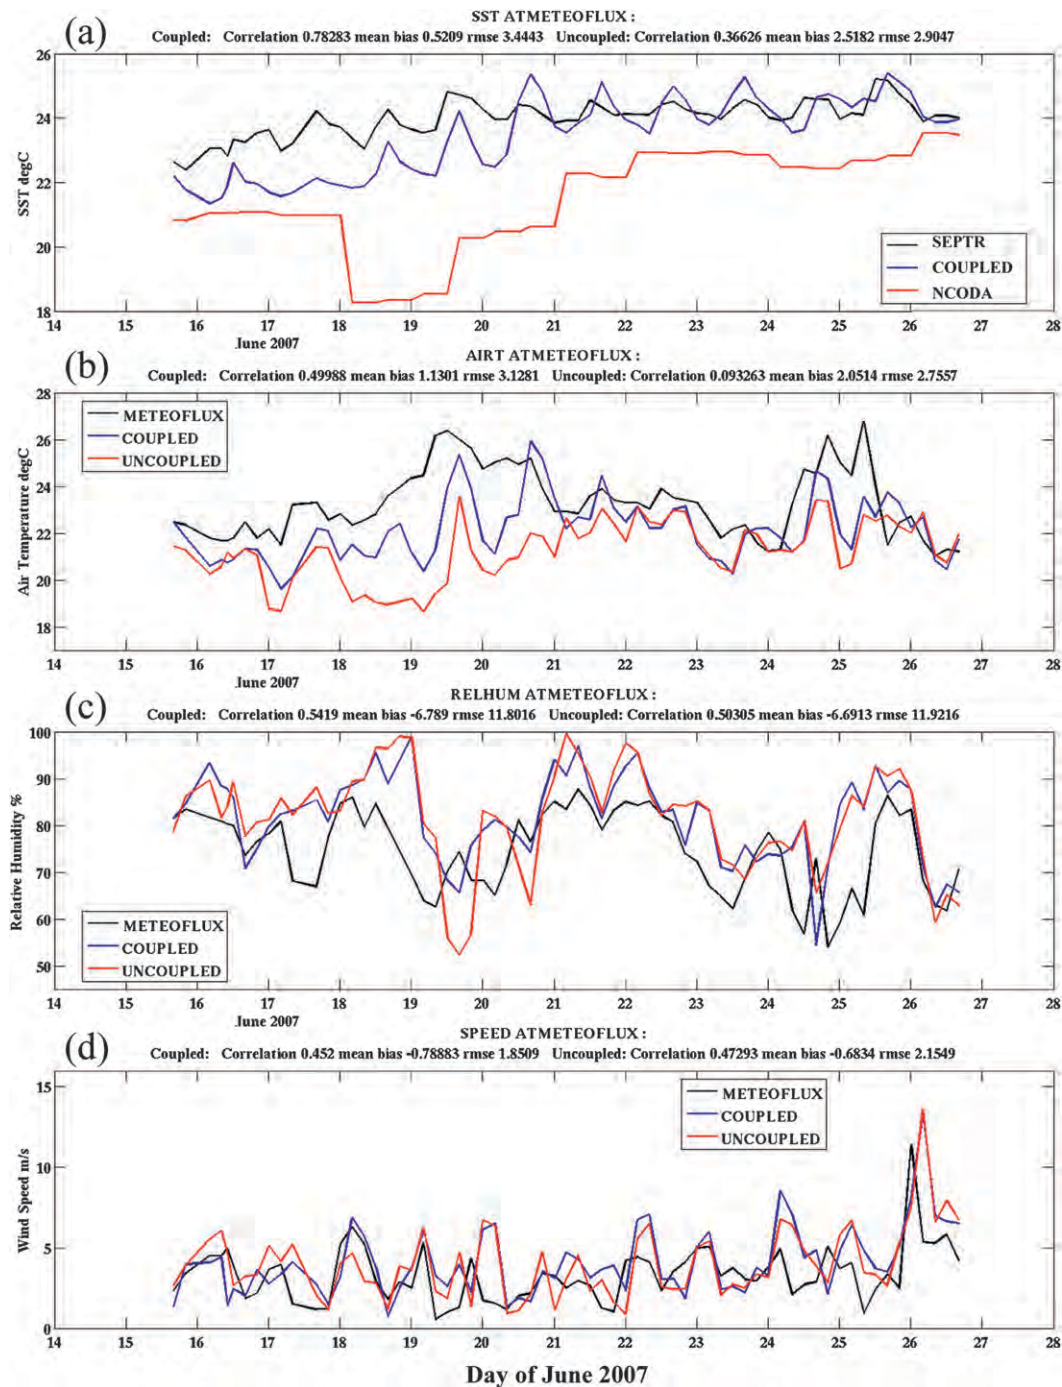 (a)
SST ATMETEOFLUX :
Coupled: Correlation 0.78283 mean bias 0.5209 rmse 3.4443 Uncoupled: Correlation 0.36626 mean bias 2.5182 rmse 2.9047
26
24
22
20
18
SST degC
SEPTR
COUPLED
NCODA
14 15 16 17 18 19 20 21 22 23 24 25 26 27 28
June 2007
(b)
AIRT ATMETEOFLUX :
Coupled: Correlation 0.49988 mean bias 1.1301 rmse 3.1281 Uncoupled: Correlation 0.093263 mean bias 2.0514 rmse 2.7557
28
26
24
22
20
18
Air Temperature degC
METEOFLUX
COUPLED
UNCOUPLED
14 15 16 17 18 19 20 21 22 23 24 25 26 27 28
June 2007
(c)
RELHUM ATMETEOFLUX :
Coupled: Correlation 0.5419 mean bias -6.789 rmse 11.8016 Uncoupled: Correlation 0.50305 mean bias -6.6913 rmse 11.9216
100
90
80
70
60
50
Relative Humidity %
METEOFLUX
COUPLED
UNCOUPLED
14 15 16 17 18 19 20 21 22 23 24 25 26 27 28
June 2007
(d)
SPEED ATMETEOFLUX :
Coupled: Correlation 0.452 mean bias -0.78883 rmse 1.8509 Uncoupled: Correlation 0.47293 mean bias -0.6834 rmse 2.1549
15
10
5
0
Wind Speed m/s
METEOFLUX
COUPLED
UNCOUPLED
14 15 16 17 18 19 20 21 22 23 24 25 26 27 28
Day of June 2007